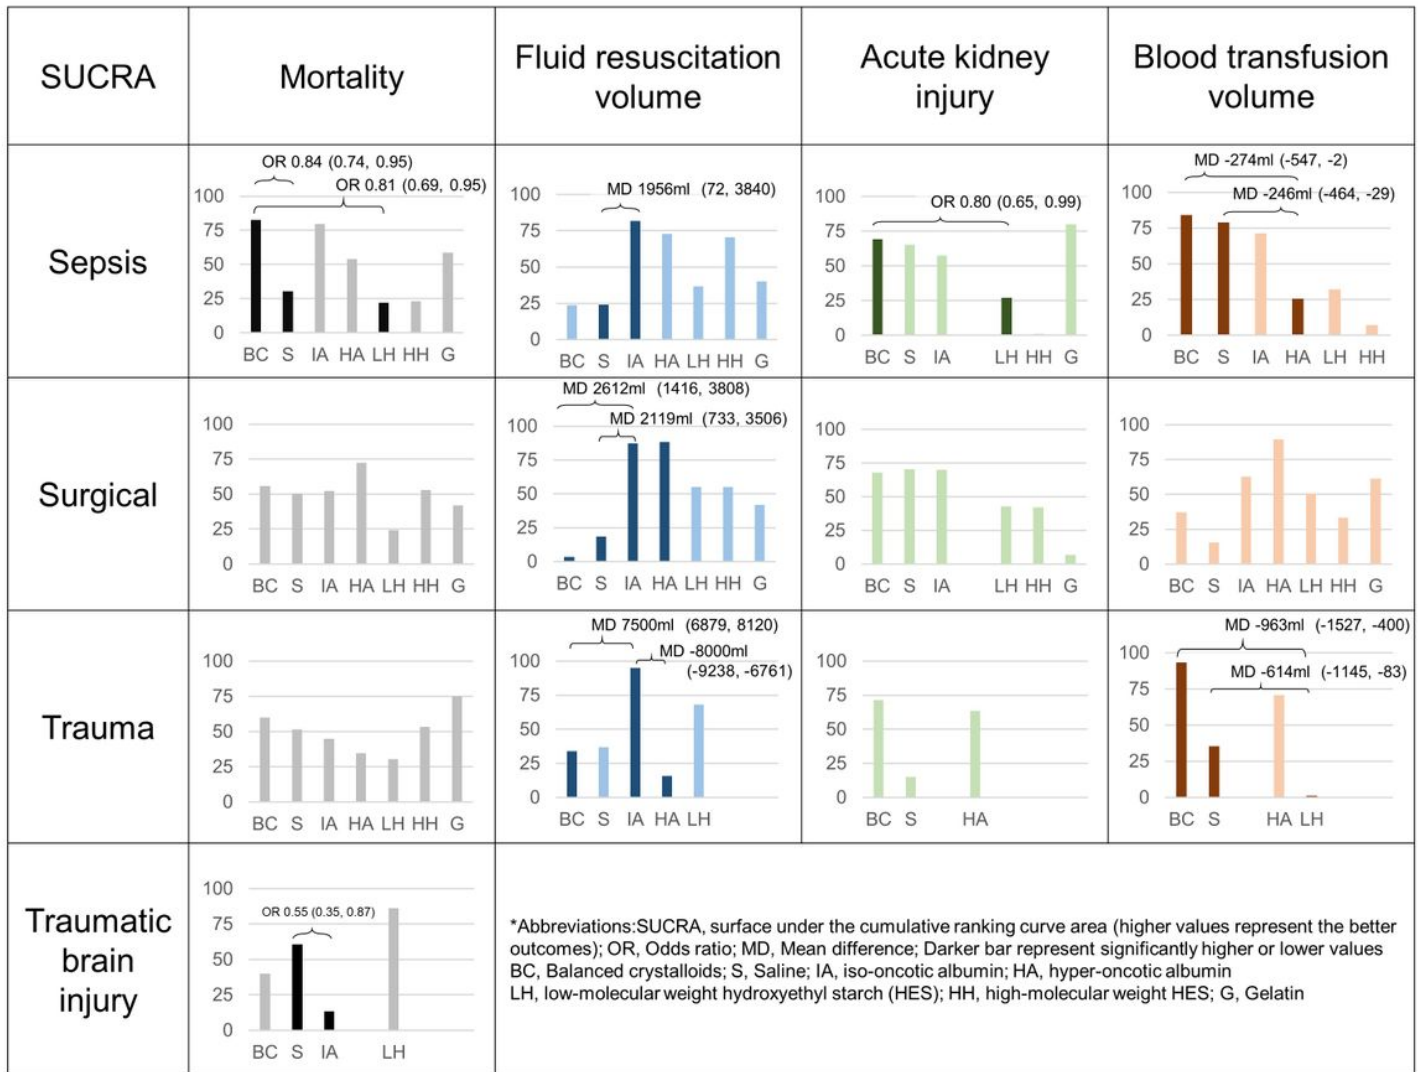 SUCRA
Mortality
Fluid resuscitation
volume
Acute kidney
injury
Blood transfusion
volume
Sepsis
OR 0.84 (0.74, 0.95)
OR 0.81 (0.69, 0.95)
100
75
50
25
0
BC S IA HA LH HH G
MD 1956ml (72, 3840)
100
75
50
25
0
BC S IA HA LH HH G
OR 0.80 (0.65, 0.99)
100
75
50
25
0
BC S IA LH HH G
MD -274ml (-547, -2)
MD -246ml (-464, -29)
100
75
50
25
0
BC S IA HA LH HH
Surgical
100
75
50
25
0
BC S IA HA LH HH G
MD 2612ml (1416, 3808)
MD 2119ml (733, 3506)
100
75
50
25
0
BC S IA HA LH HH G
100
75
50
25
0
BC S IA LH HH G
100
75
50
25
0
BC S IA HA LH HH G
Trauma
100
75
50
25
0
BC S IA HA LH HH G
MD 7500ml (6879, 8120)
MD -8000ml
(-9238, -6761)
100
75
50
25
0
BC S IA HA LH
100
75
50
25
0
BC S HA
MD -963ml (-1527, -400)
MD -614ml (-1145, -83)
100
75
50
25
0
BC S HA LH
Traumatic
brain
injury
OR 0.55 (0.35, 0.87)
100
75
50
25
0
BC S IA LH
*Abbreviations:SUCRA, surface under the cumulative ranking curve area (higher values represent the better
outcomes); OR, Odds ratio; MD, Mean difference; Darker bar represent significantly higher or lower values
BC, Balanced crystalloids; S, Saline; IA, iso-oncotic albumin; HA, hyper-oncotic albumin
LH, low-molecular weight hydroxyethyl starch (HES); HH, high-molecular weight HES; G, Gelatin